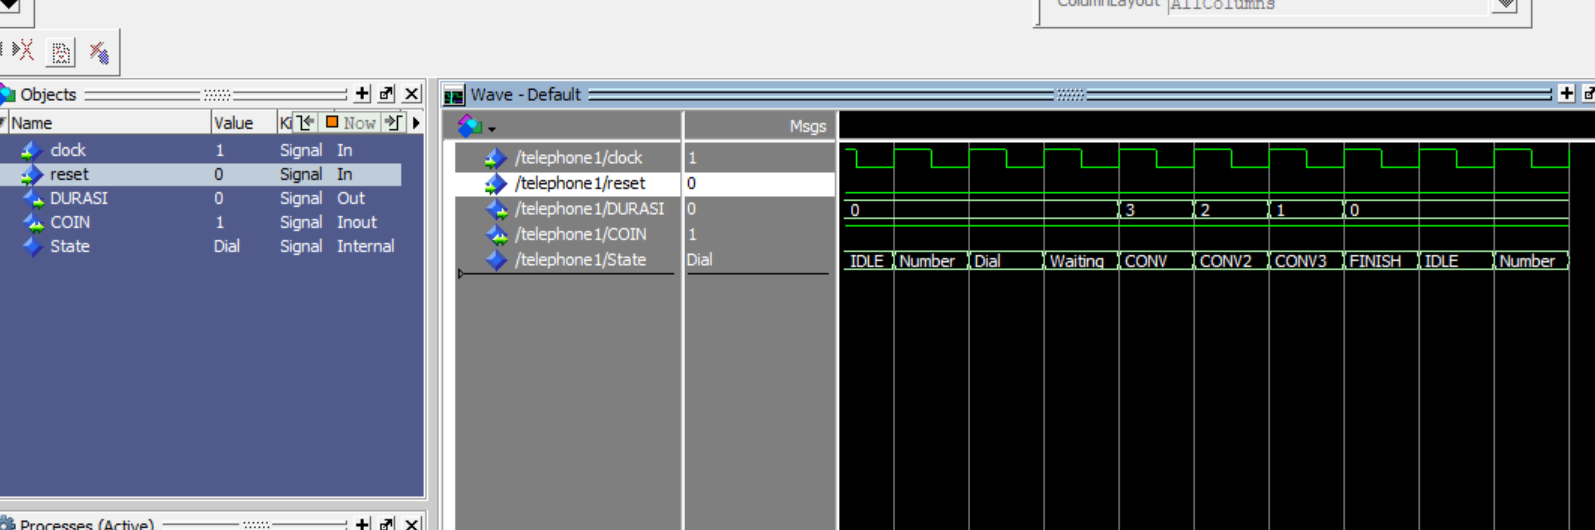 ColumnLayout AllColumns
Objects
Name Value Ki Now
clock 1 Signal In
reset 0 Signal In
DURASI 0 Signal Out
COIN 1 Signal Inout
State Dial Signal Internal
Processes (Active)
Wave - Default
Msgs
/telephone1/clock 1
/telephone1/reset 0
/telephone1/DURASI 0 0 3 2 1 0
/telephone1/COIN 1
/telephone1/State Dial IDLE Number Dial Waiting CONV CONV2 CONV3 FINISH IDLE Number